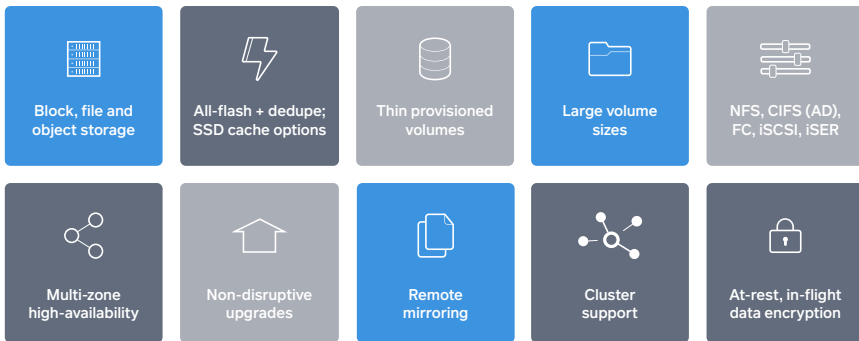 Block, file and
object storage
All-flash + dedupe;
SSD cache options
Thin provisioned
volumes
Large volume
sizes
NFS, CIFS (AD),
FC, iSCSI, iSER
Multi-zone
high-availability
Non-disruptive
upgrades
Remote
mirroring
Cluster
support
At-rest, in-flight
data encryption